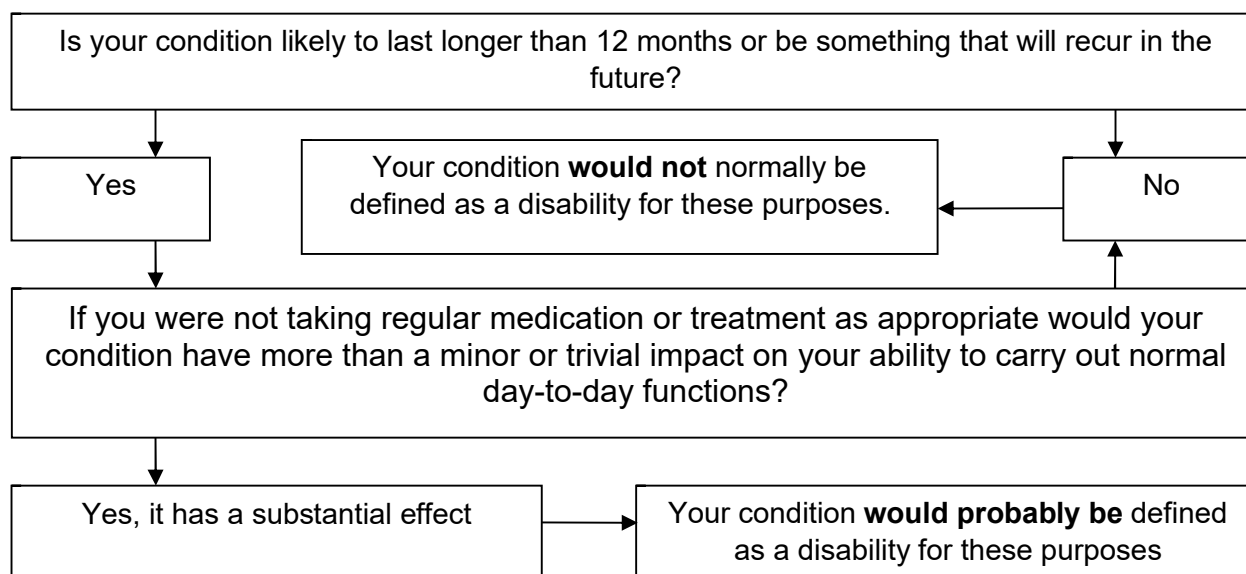 Is your condition likely to last longer than 12 months or be something that will recur in the
future?
Yes
Your condition would not normally be
defined as a disability for these purposes.
No
If you were not taking regular medication or treatment as appropriate would your
condition have more than a minor or trivial impact on your ability to carry out normal
day-to-day functions?
Yes, it has a substantial effect
Your condition would probably be defined
as a disability for these purposes